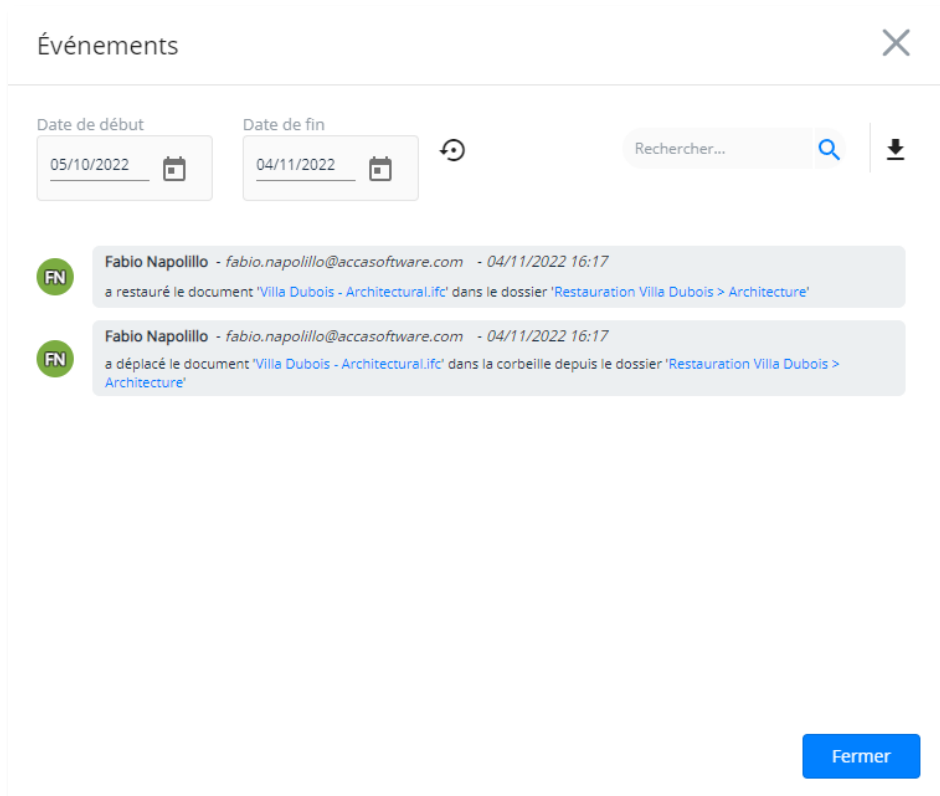 Événements
Date de début
Date de fin
05/10/2022
04/11/2022
Rechercher...
FN
Fabio Napolillo - fabio.napolillo@accasoftware.com - 04/11/2022 16:17
a restauré le document 'Villa Dubois - Architectural.ifc' dans le dossier 'Restauration Villa Dubois > Architecture'
FN
Fabio Napolillo - fabio.napolillo@accasoftware.com - 04/11/2022 16:17
a déplacé le document 'Villa Dubois - Architectural.ifc' dans la corbeille depuis le dossier 'Restauration Villa Dubois >
Architecture'
Fermer